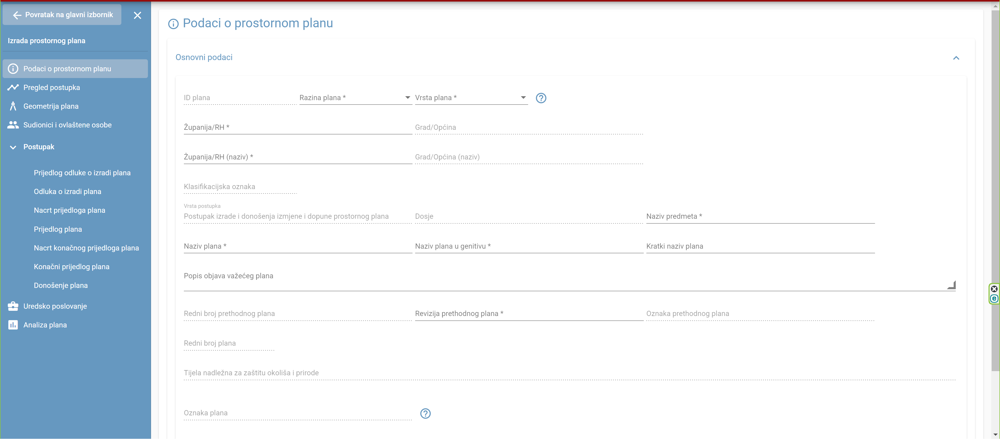 Povratak na glavni izbornik
Izrada prostornog plana
Podaci o prostornom planu
Pregled postupka
Geometrija plana
Sudionici i ovlaštene osobe
Postupak
Prijedlog odluke o izradi plana
Odluka o izradi plana
Nacrt prijedloga plana
Prijedlog plana
Nacrt konačnog prijedloga plana
Konačni prijedlog plana
Donošenje plana
Uredsko poslovanje
Analiza plana
Podaci o prostornom planu
Osnovni podaci
ID plana Razina plana * Vrsta plana *
Županija/RH * Grad/Općina
Županija/RH (naziv) * Grad/Općina (naziv)
Klasifikacijska oznaka
Vrsta postupka
Postupak izrade i donošenja izmjene i dopune prostornog plana Dosje Naziv predmeta *
Naziv plana * Naziv plana u genitivu * Kratki naziv plana
Popis objava važećeg plana
Redni broj prethodnog plana Revizija prethodnog plana * Oznaka prethodnog plana
Redni broj plana
Tijela nadležna za zaštitu okoliša i prirode
Oznaka plana